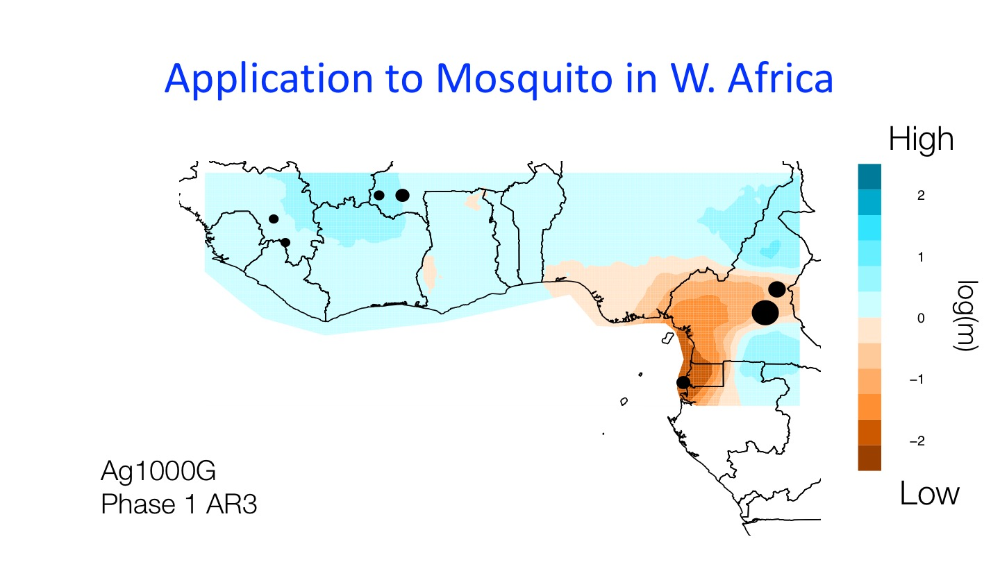 Application to Mosquito in W. Africa
High
2
1
0
−1
−2
log(m)
Low
Ag1000G
Phase 1 AR3